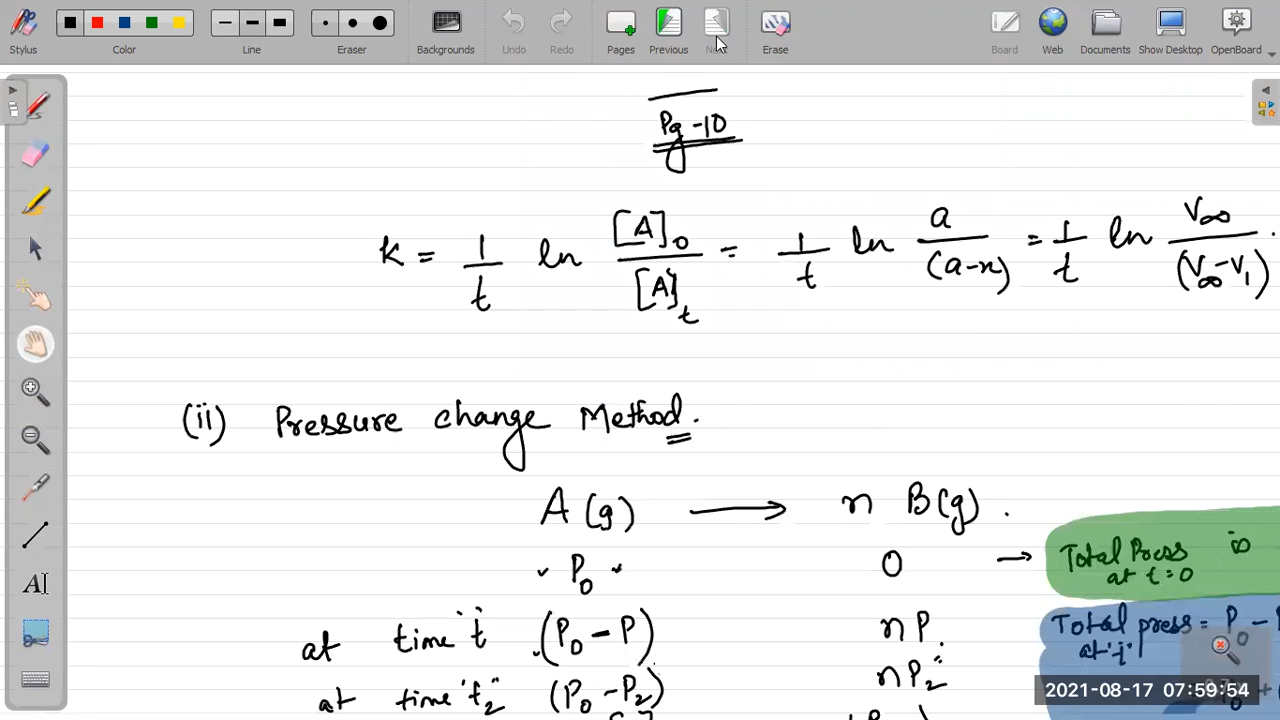 Stylus Color Line Eraser Backgrounds Undo Redo Pages Previous Erase Board Web Documents Show Desktop OpenBoard
Pg -10
K = 1/t ln [A]0/[A]t = 1/t ln a/(a-x) = 1/t ln V∞/(V∞-V1)
(ii) Pressure change Method.
A (g) → n B(g) .
P0 0 → Total Press is
at t=0
at time 't (P0 - P) nP. Total press = P0 - P
at 't'
at time 't2" (P0 - P2) nP2
2021-08-17 07:59:54